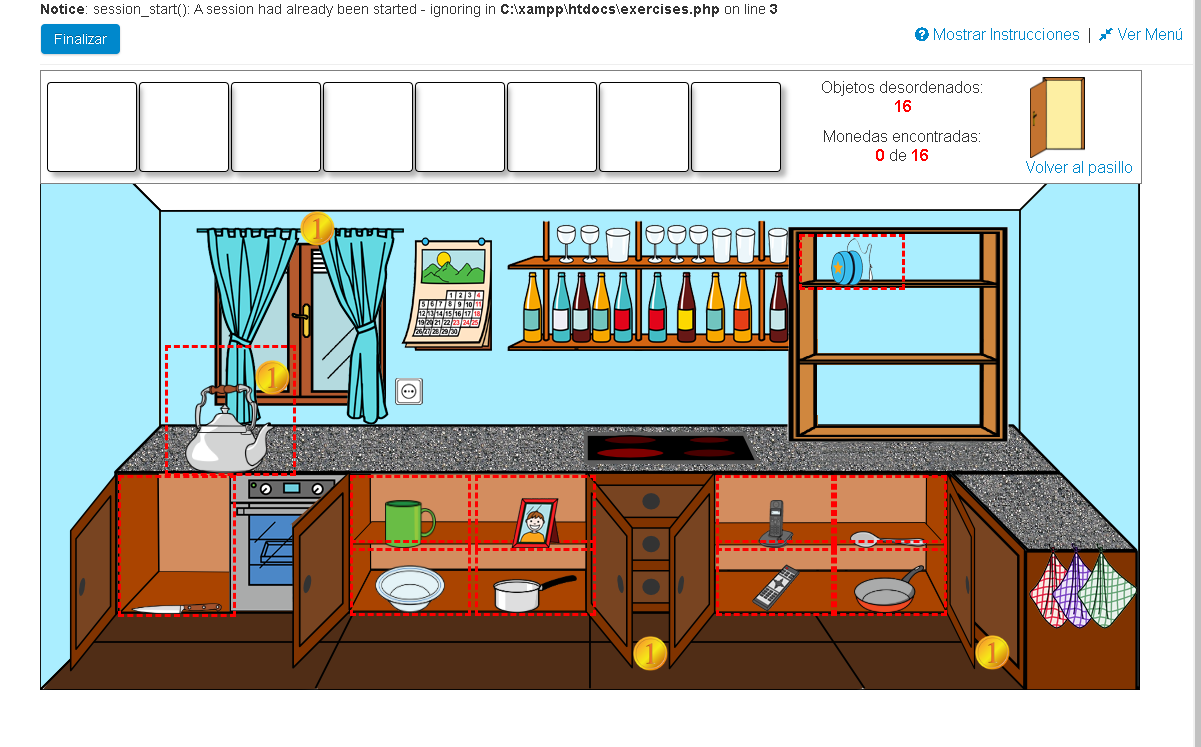 Notice: session_start(): A session had already been started - ignoring in C:\xampp\htdocs\exercises.php on line 3
Finalizar
Mostrar Instrucciones | Ver Menú
Objetos desordenados:
16
Monedas encontradas:
0 de 16
Volver al pasillo
1
1 2 3 4
5 6 7 8 9 10 11
12 13 14 15 16 17 18
19 20 21 22 23 24 25
26 27 28 29 30
1
1
1